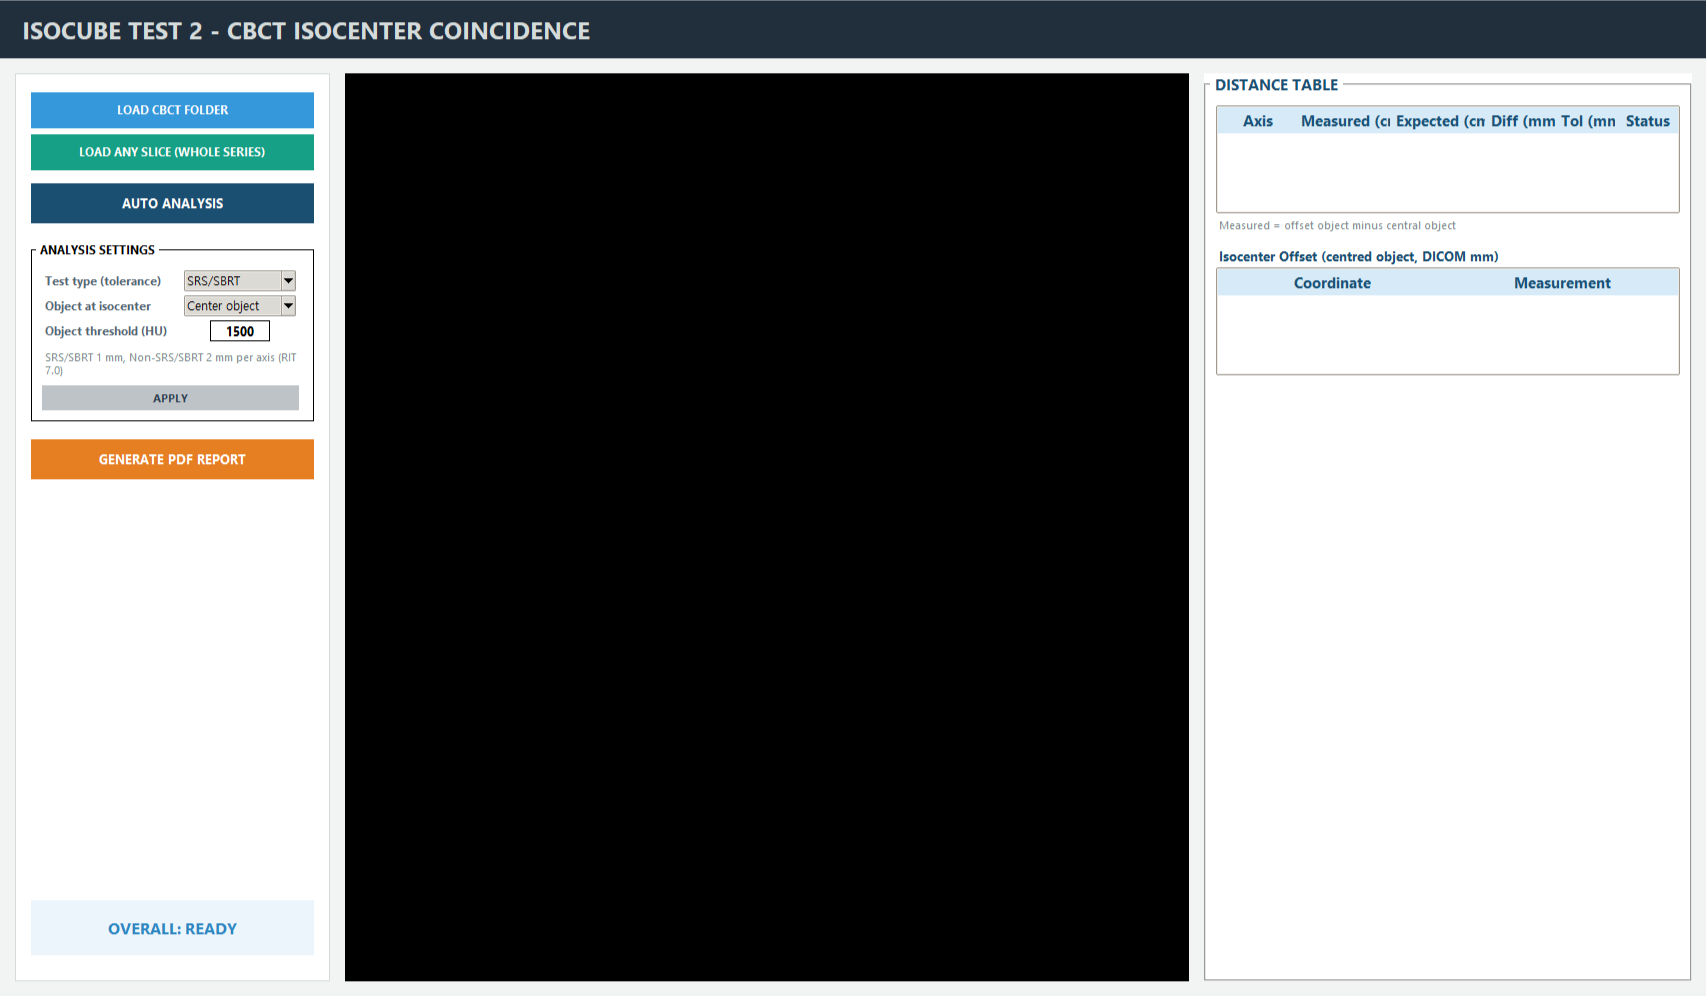 ISOCUBE TEST 2 - CBCT ISOCENTER COINCIDENCE
LOAD CBCT FOLDER
LOAD ANY SLICE (WHOLE SERIES)
AUTO ANALYSIS
ANALYSIS SETTINGS
Test type (tolerance) SRS/SBRT
Object at isocenter Center object
Object threshold (HU) 1500
SRS/SBRT 1 mm, Non-SRS/SBRT 2 mm per axis (RIT
7.0)
APPLY
GENERATE PDF REPORT
OVERALL: READY
DISTANCE TABLE
Axis Measured (c Expected (cn Diff (mm Tol (mn Status
Measured = offset object minus central object
Isocenter Offset (centred object, DICOM mm)
Coordinate Measurement